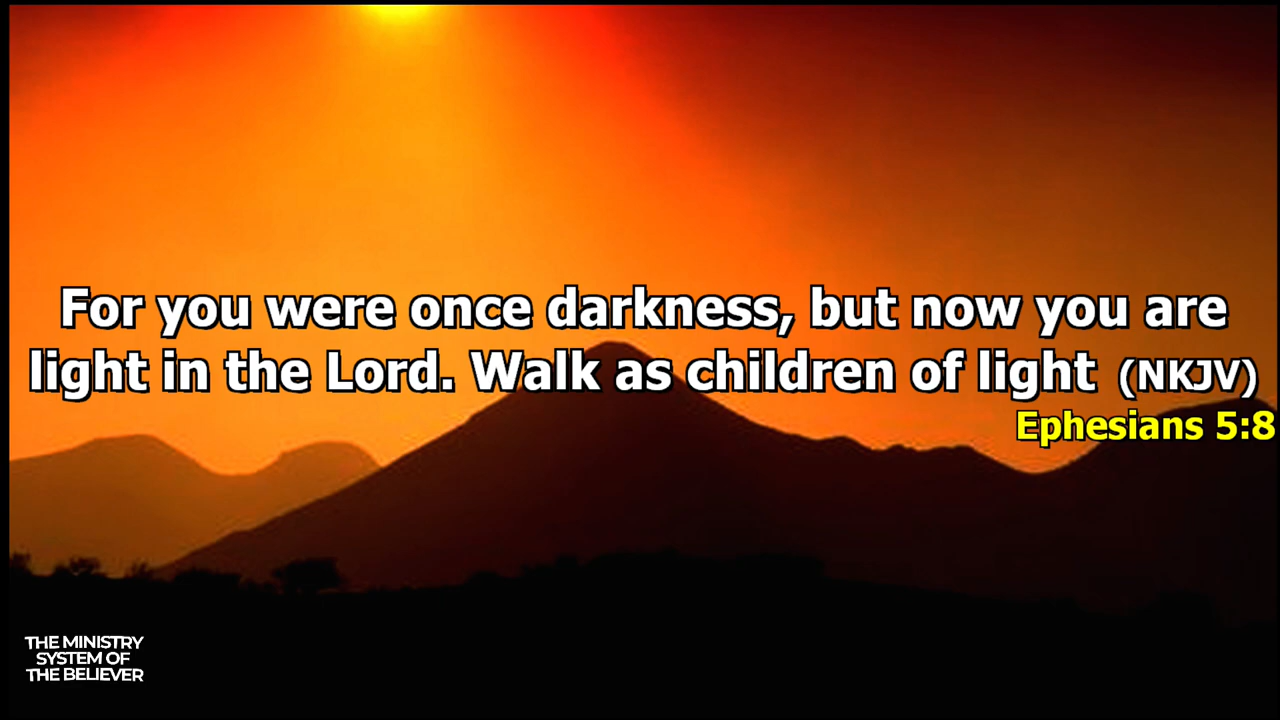 For you were once darkness, but now you are
light in the Lord. Walk as children of light (NKJV)
Ephesians 5:8
THE MINISTRY
SYSTEM OF
THE BELIEVER